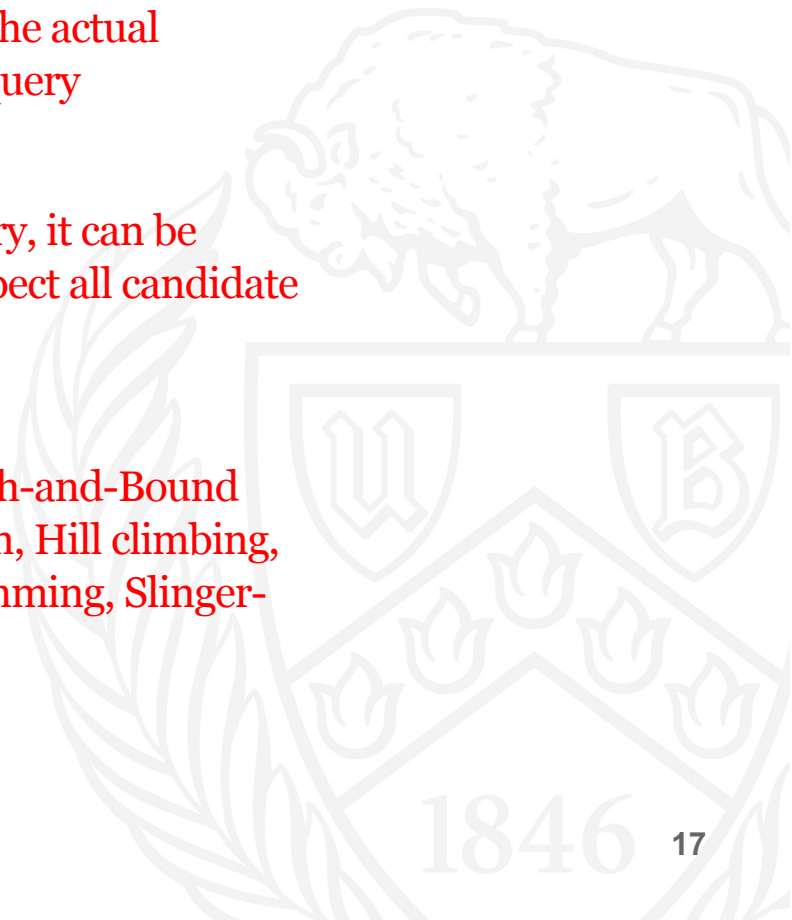 he actual
uery
ry, it can be
pect all candidate
h-and-Bound
n, Hill climbing,
nming, Slinger-
U B
1846
17